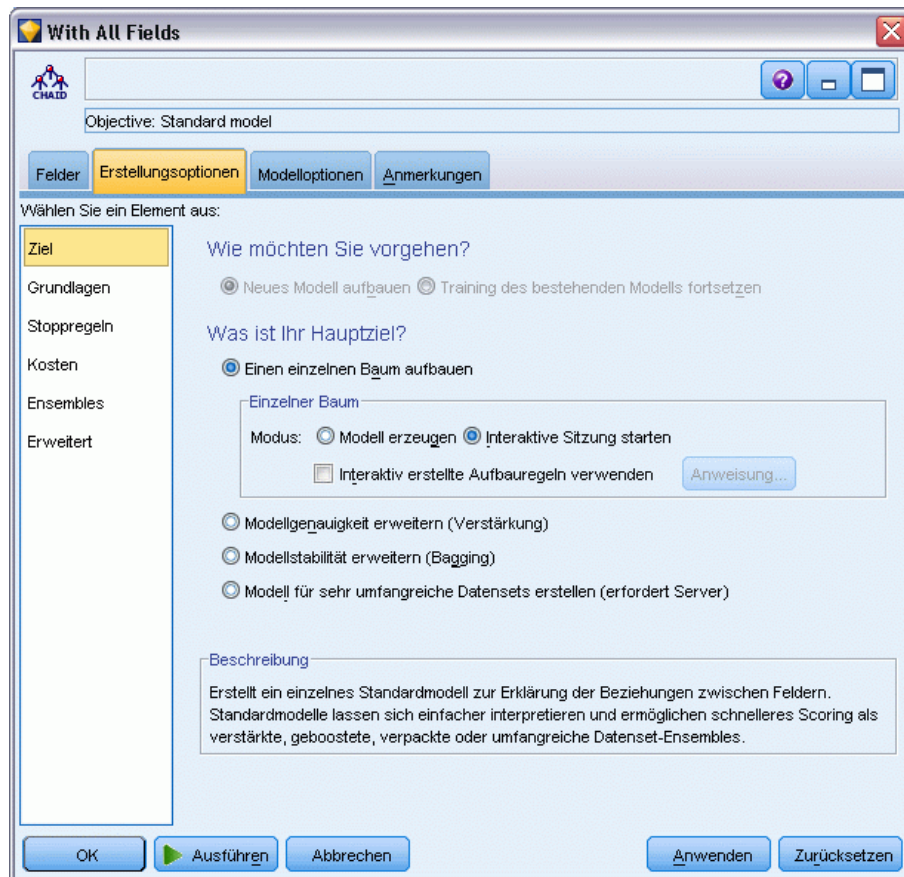 With All Fields
CHAID
Objective: Standard model
Felder Erstellungsoptionen Modelloptionen Anmerkungen
Wählen Sie ein Element aus:
Ziel
Grundlagen
Stoppregeln
Kosten
Ensembles
Erweitert
Wie möchten Sie vorgehen?
Neues Modell aufbauen Training des bestehenden Modells fortsetzen
Was ist Ihr Hauptziel?
Einen einzelnen Baum aufbauen
Einzelner Baum
Modus: Modell erzeugen Interaktive Sitzung starten
Interaktiv erstellte Aufbauregeln verwenden Anweisung...
Modellgenauigkeit erweitern (Verstärkung)
Modellstabilität erweitern (Bagging)
Modell für sehr umfangreiche Datensets erstellen (erfordert Server)
Beschreibung
Erstellt ein einzelnes Standardmodell zur Erklärung der Beziehungen zwischen Feldern.
Standardmodelle lassen sich einfacher interpretieren und ermöglichen schnelleres Scoring als
verstärkte, geboostete, verpackte oder umfangreiche Datenset-Ensembles.
OK Ausführen Abbrechen Anwenden Zurücksetzen